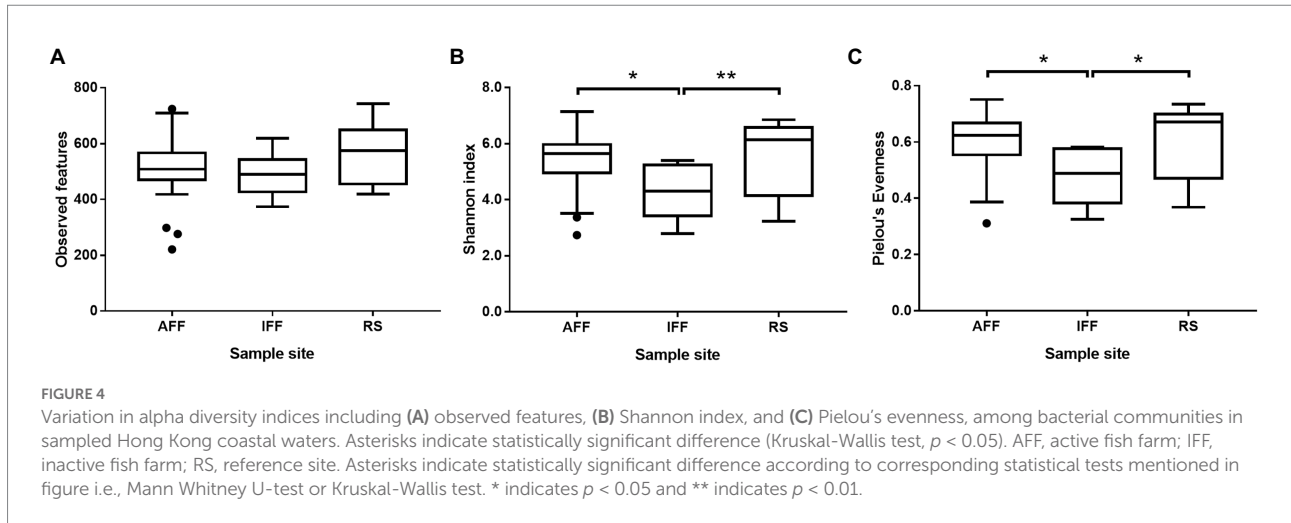 A
Observed features
800
600
400
200
0
AFF
IFF
RS
Sample site
B
*
**
Shannon index
8.0
6.0
4.0
2.0
0.0
AFF
IFF
RS
Sample site
C
*
*
Pielou's Evenness
0.8
0.6
0.4
0.2
0.0
AFF
IFF
RS
Sample site
FIGURE 4
Variation in alpha diversity indices including (A) observed features, (B) Shannon index, and (C) Pielou's evenness, among bacterial communities in
sampled Hong Kong coastal waters. Asterisks indicate statistically significant difference (Kruskal-Wallis test, p < 0.05). AFF, active fish farm; IFF,
inactive fish farm; RS, reference site. Asterisks indicate statistically significant difference according to corresponding statistical tests mentioned in
figure i.e., Mann Whitney U-test or Kruskal-Wallis test. * indicates p < 0.05 and ** indicates p < 0.01.